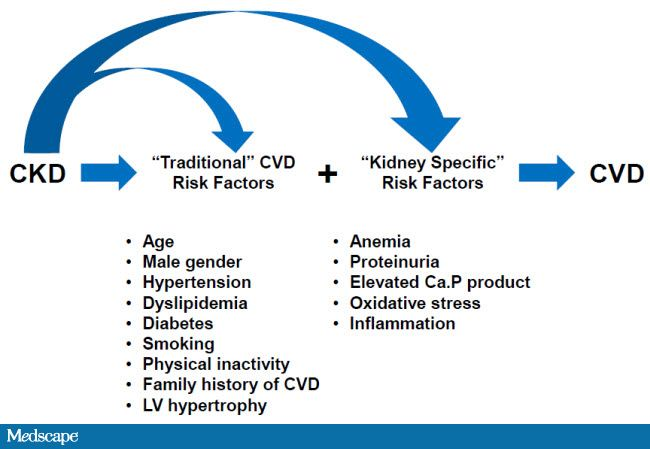 CKD
“Traditional” CVD
Risk Factors
+
“Kidney Specific”
Risk Factors
CVD
• Age
• Male gender
• Hypertension
• Dyslipidemia
• Diabetes
• Smoking
• Physical inactivity
• Family history of CVD
• LV hypertrophy
• Anemia
• Proteinuria
• Elevated Ca.P product
• Oxidative stress
• Inflammation
Medscape